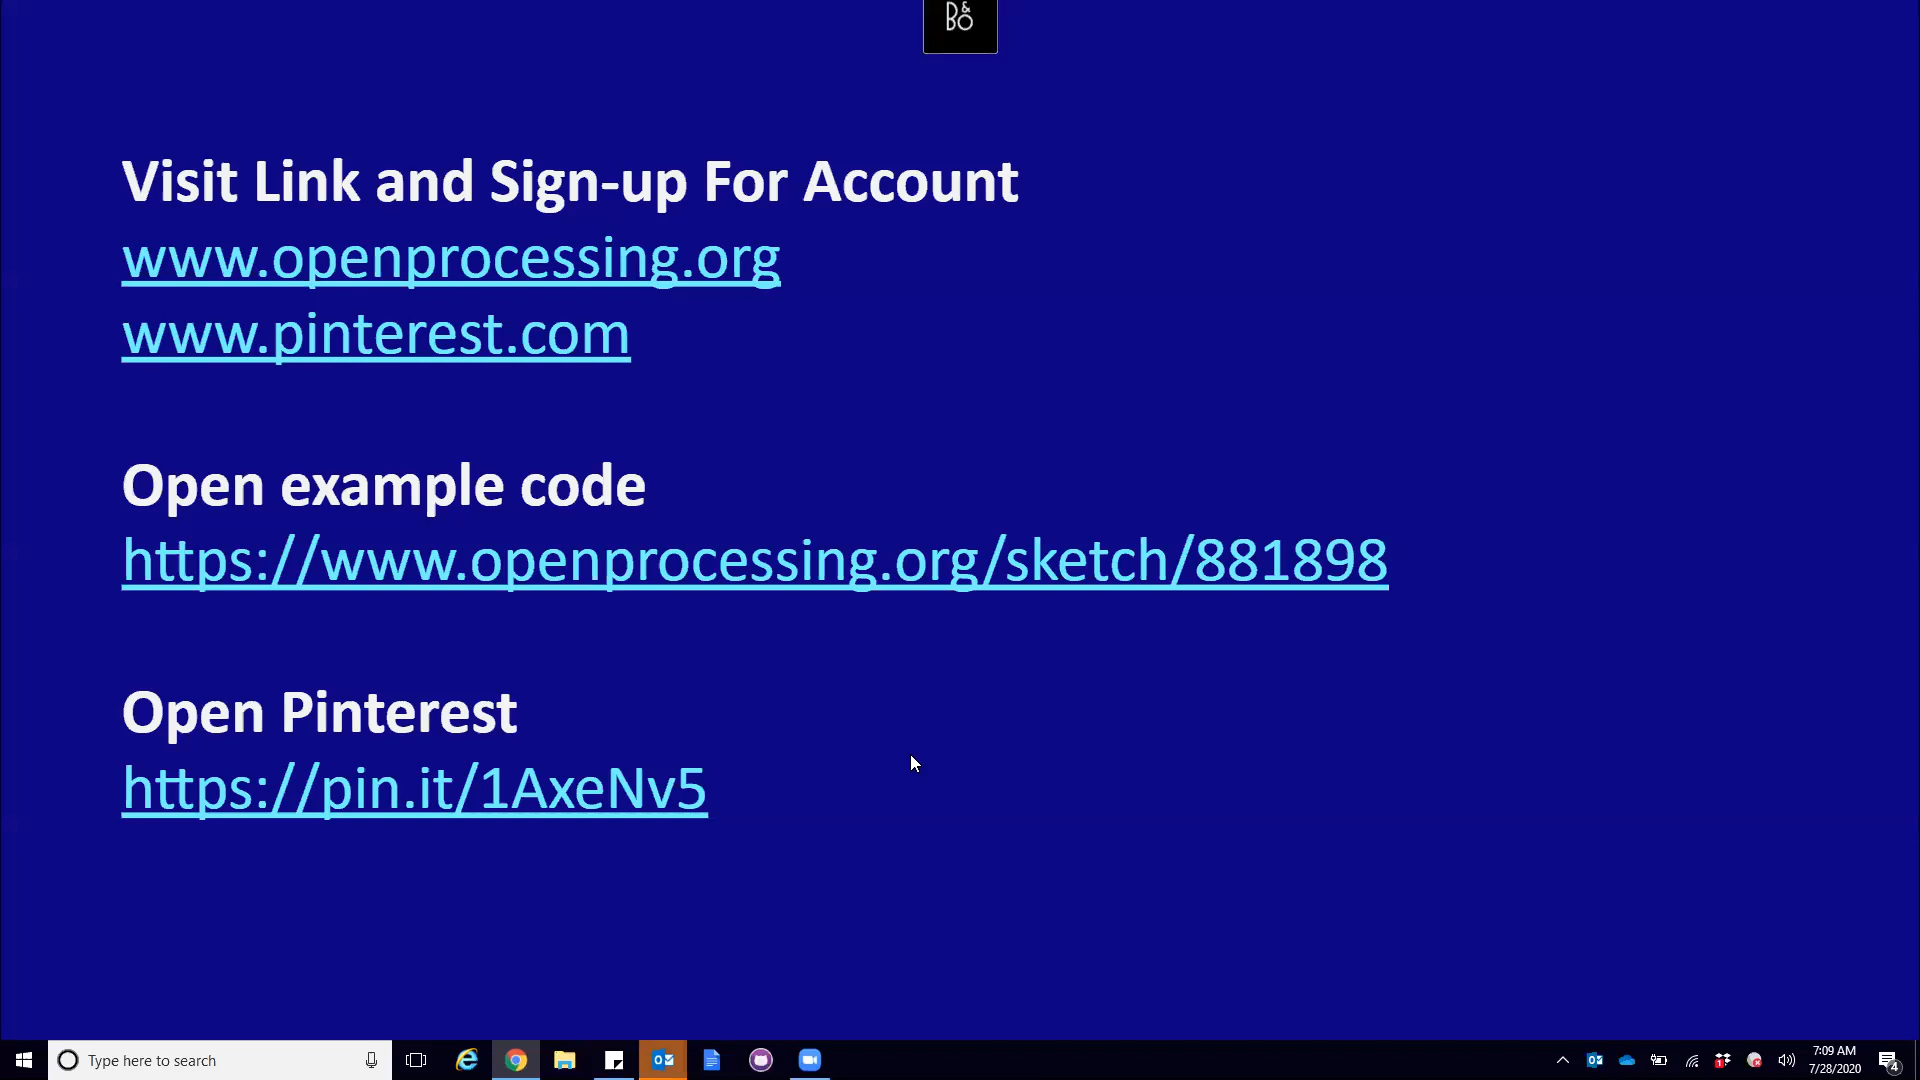 B&O
Visit Link and Sign-up For Account
www.openprocessing.org
www.pinterest.com
Open example code
https://www.openprocessing.org/sketch/881898
Open Pinterest
https://pin.it/1AxeNv5
Type here to search
7:09 AM
7/28/2020
4